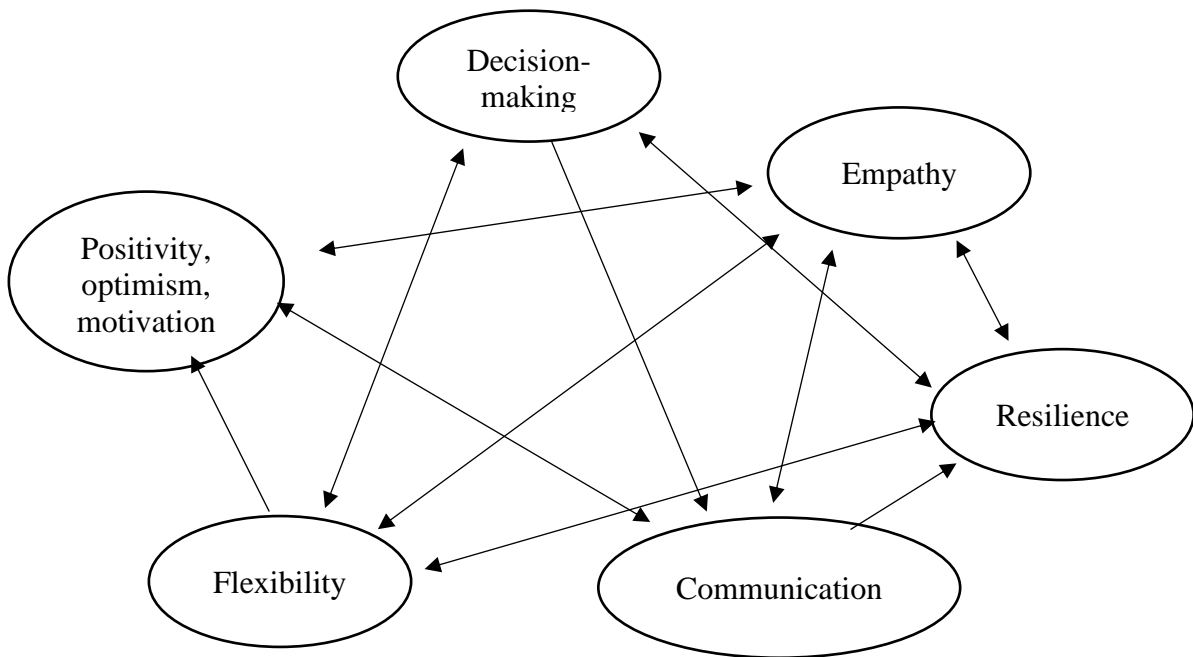 Decision-
making
Empathy
Positivity,
optimism,
motivation
Resilience
Flexibility
Communication